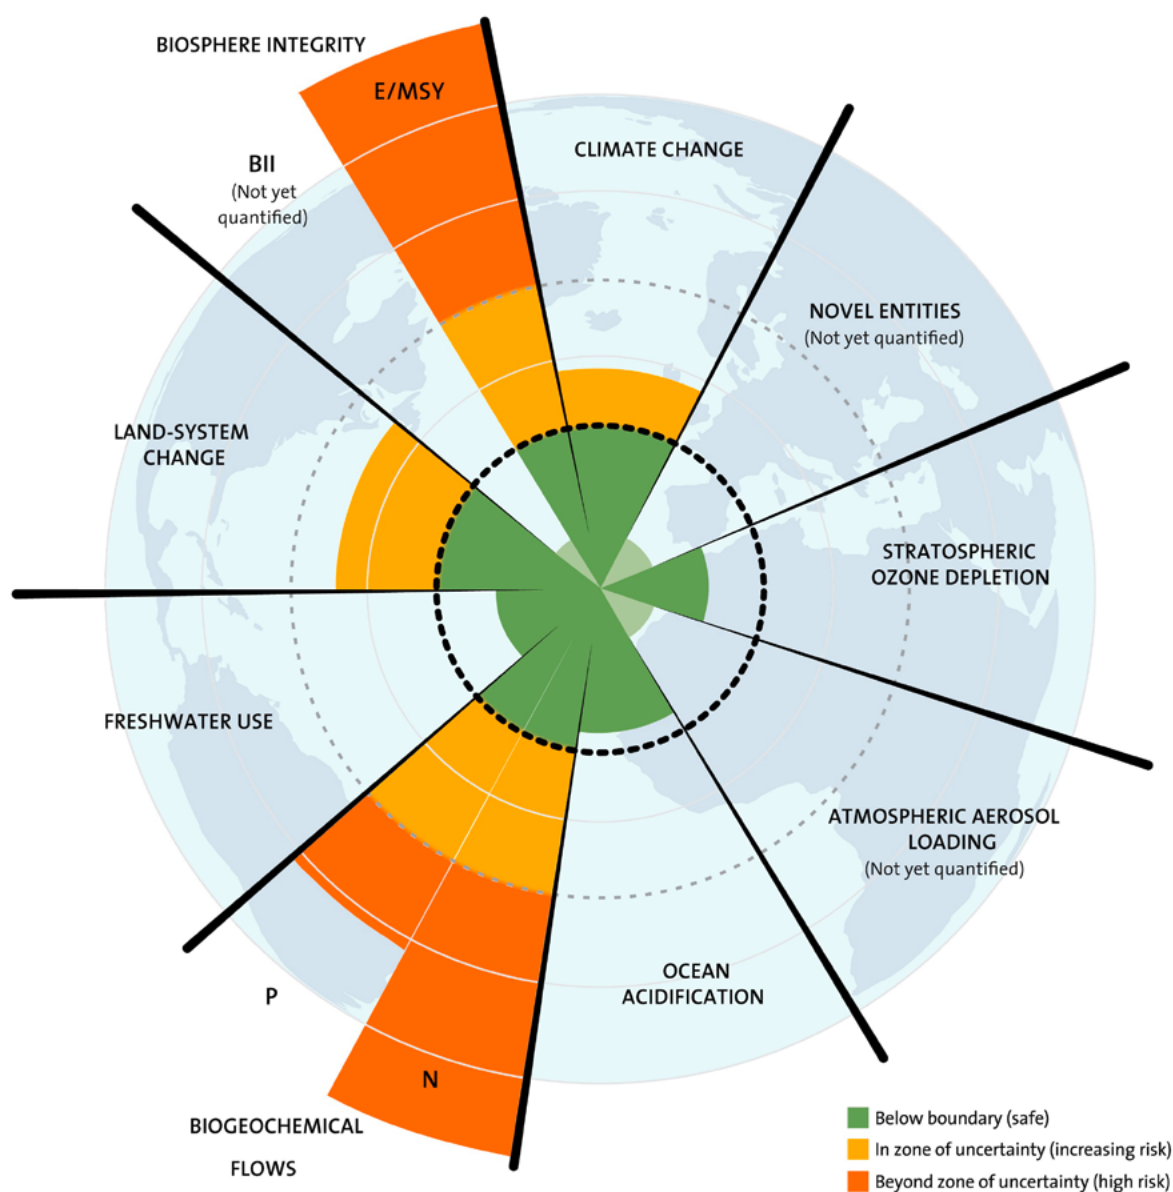 BIOSPHERE INTEGRITY
E/MSY
BII
(Not yet
quantified)
CLIMATE CHANGE
NOVEL ENTITIES
(Not yet quantified)
LAND-SYSTEM
CHANGE
STRATOSPHERIC
OZONE DEPLETION
FRESHWATER USE
ATMOSPHERIC AEROSOL
LOADING
(Not yet quantified)
P
OCEAN
ACIDIFICATION
N
BIOGEOCHEMICAL
FLOWS
Below boundary (safe)
In zone of uncertainty (increasing risk)
Beyond zone of uncertainty (high risk)